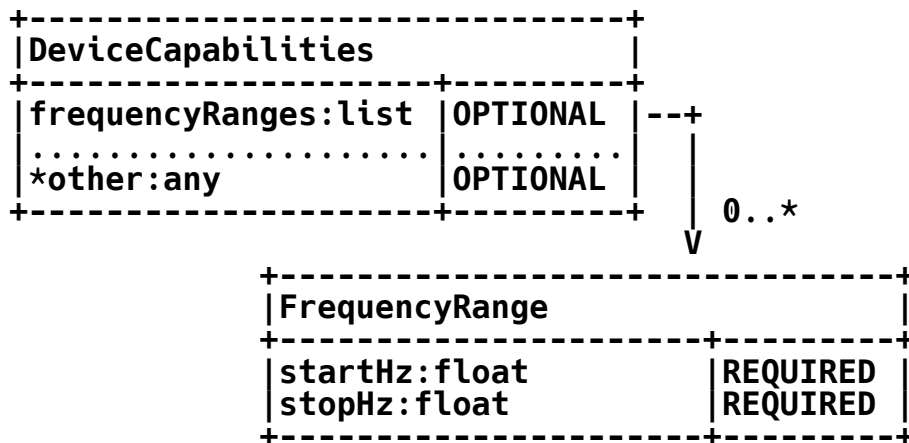 +-------------------------------+
|DeviceCapabilities             |
+---------------------+---------+
|frequencyRanges:list |OPTIONAL |--+
|.....................|.........|  |
|*other:any           |OPTIONAL |  |
+---------------------+---------+  | 0..*
                                   V
             +--------------------------------+
             |FrequencyRange                  |
             +----------------------+---------+
             |startHz:float         |REQUIRED |
             |stopHz:float          |REQUIRED |
             +----------------------+---------+